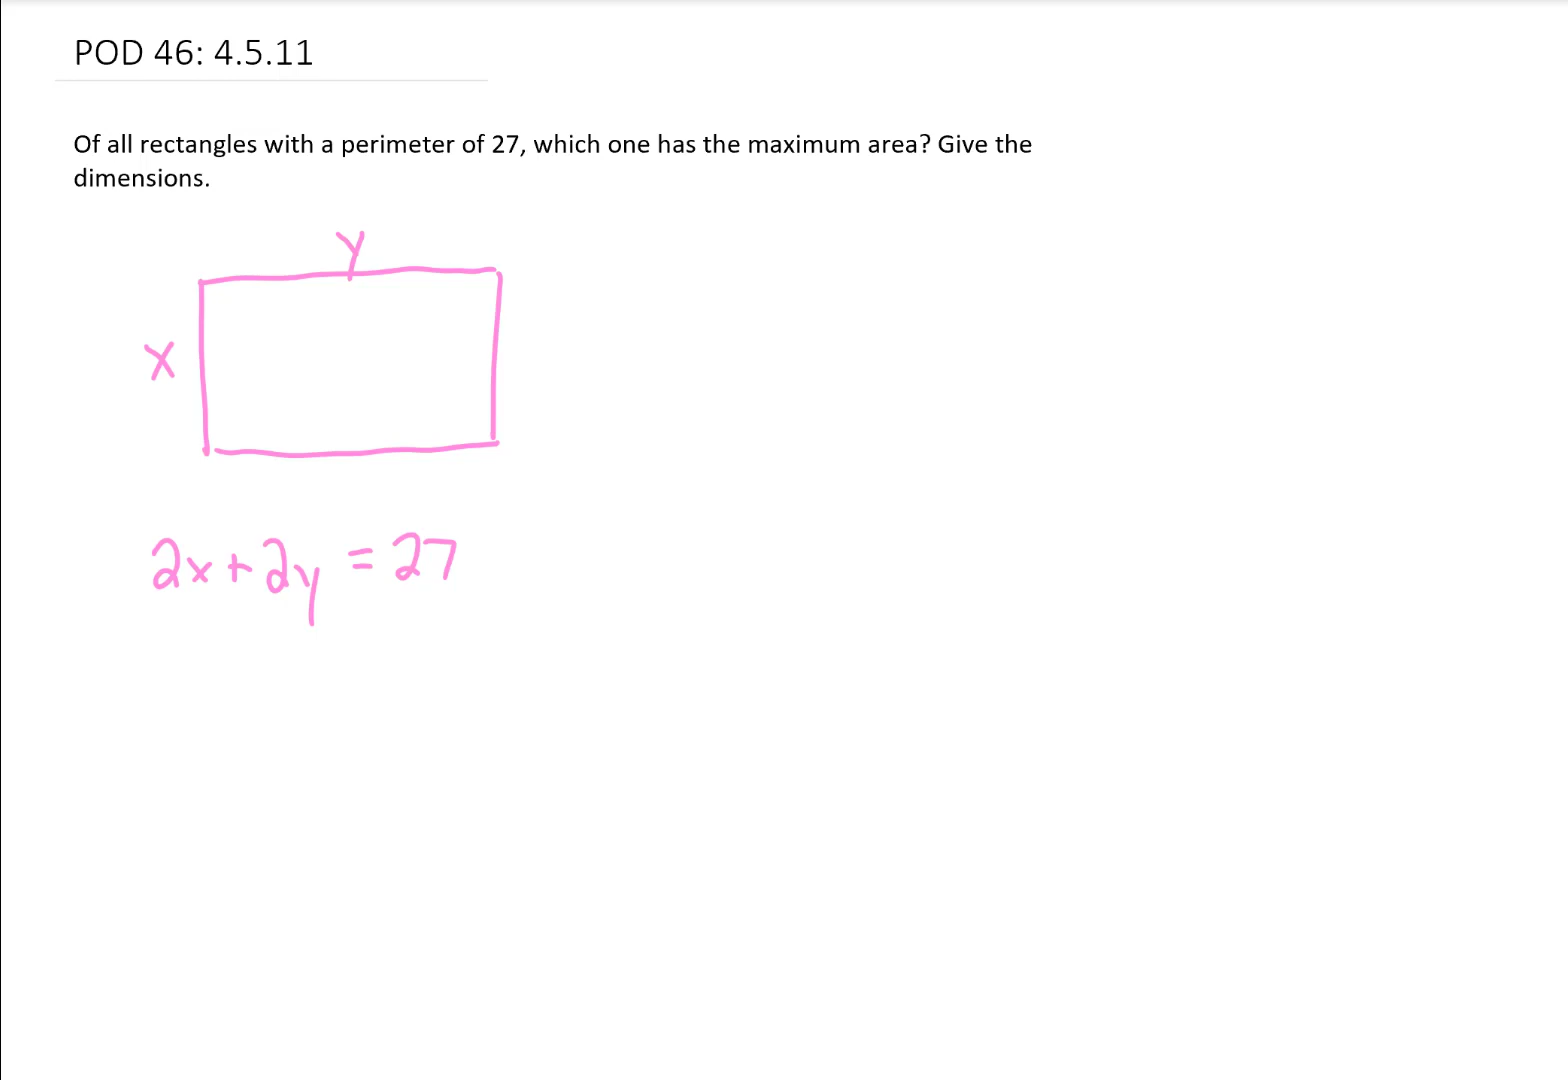 POD 46: 4.5.11
Of all rectangles with a perimeter of 27, which one has the maximum area? Give the
dimensions.
y
x
2x+2y = 27